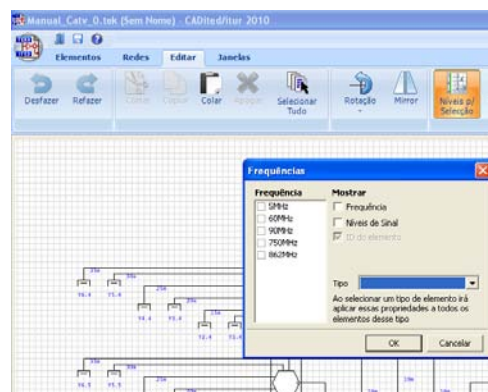 Manual_Catv_0.tek (Sem Nome) - CADited/itur 2010
Elementos Redes Editar Janelas
Desfazer Refazer Cortar Copiar Colar Apagar Selecionar Tudo Rotação Mirror Níveis p/ Selecção
Frequências
Frequência Mostrar
5MHz Frequência
60MHz Níveis de Sinal
90MHz ID do elemento
750MHz
862MHz
Tipo
Ao selecionar um tipo de elemento irá
aplicar essas propriedades a todos os
elementos desse tipo
OK Cancelar